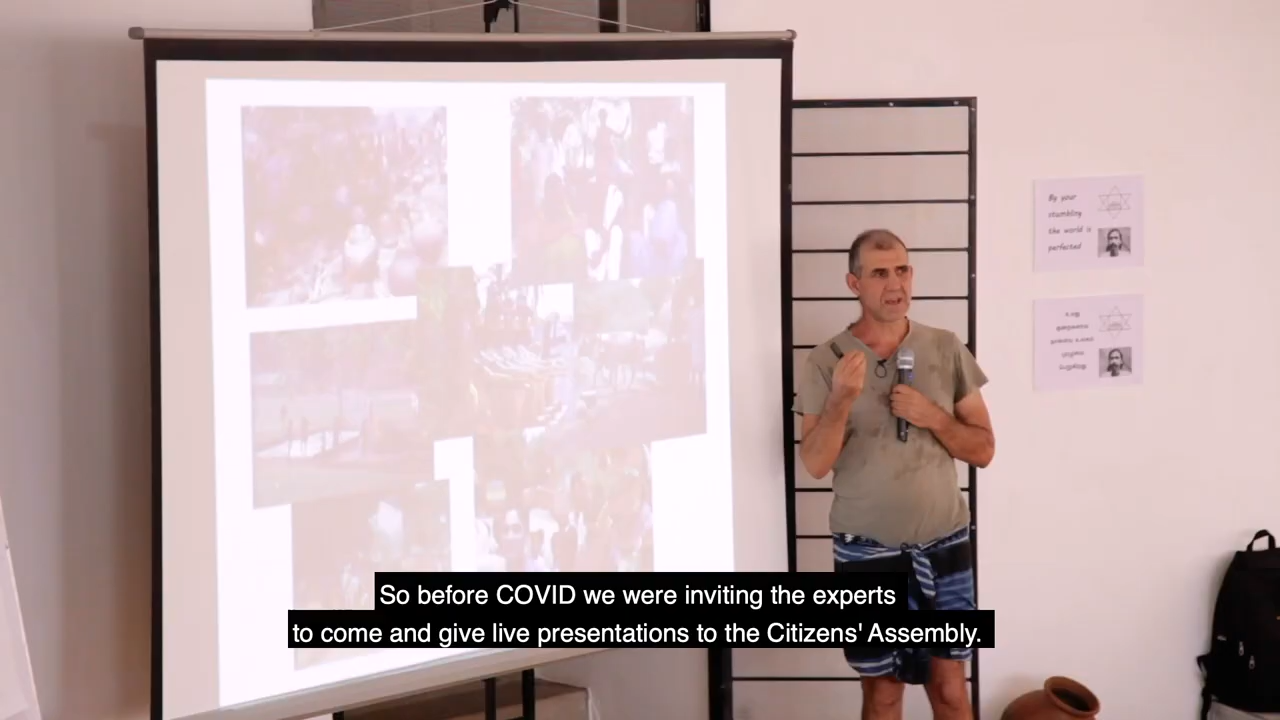 By your
stumbling
the world is
perfected
So before COVID we were inviting the experts
to come and give live presentations to the Citizens' Assembly.